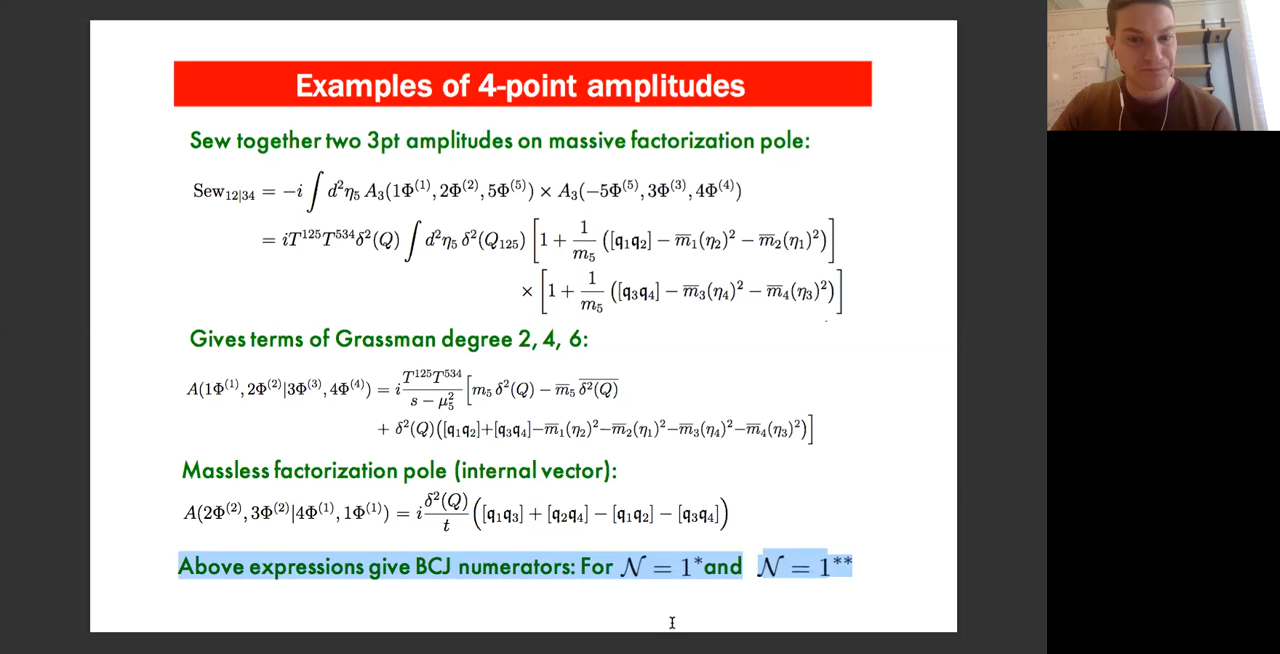 Examples of 4-point amplitudes
Sew together two 3pt amplitudes on massive factorization pole:
Sew₁₂|₃₄ = −i ∫ d²η₅ A₃(1Φ⁽¹⁾, 2Φ⁽²⁾, 5Φ⁽⁵⁾) × A₃(−5Φ⁽⁵⁾, 3Φ⁽³⁾, 4Φ⁽⁴⁾)
= iT¹²⁵T⁵³⁴δ²(Q) ∫ d²η₅ δ²(Q₁₂₅) [1 + 1/m₅ ([q₁q₂] − m̅₁(η₂)² − m̅₂(η₁)²)]
× [1 + 1/m₅ ([q₃q₄] − m̅₃(η₄)² − m̅₄(η₃)²)]
Gives terms of Grassman degree 2, 4, 6:
A(1Φ⁽¹⁾, 2Φ⁽²⁾|3Φ⁽³⁾, 4Φ⁽⁴⁾) = i T¹²⁵T⁵³⁴/(s − μ₅²) [m₅ δ²(Q) − m̅₅ \overline{δ²(Q)}
+ δ²(Q)([q₁q₂]+[q₃q₄]−m̅₁(η₂)²−m̅₂(η₁)²−m̅₃(η₄)²−m̅₄(η₃)²)]
Massless factorization pole (internal vector):
A(2Φ⁽²⁾, 3Φ⁽²⁾|4Φ⁽¹⁾, 1Φ⁽¹⁾) = i δ²(Q)/t ([q₁q₃] + [q₂q₄] − [q₁q₂] − [q₃q₄])
Above expressions give BCJ numerators: For 𝒩 = 1* and 𝒩 = 1**